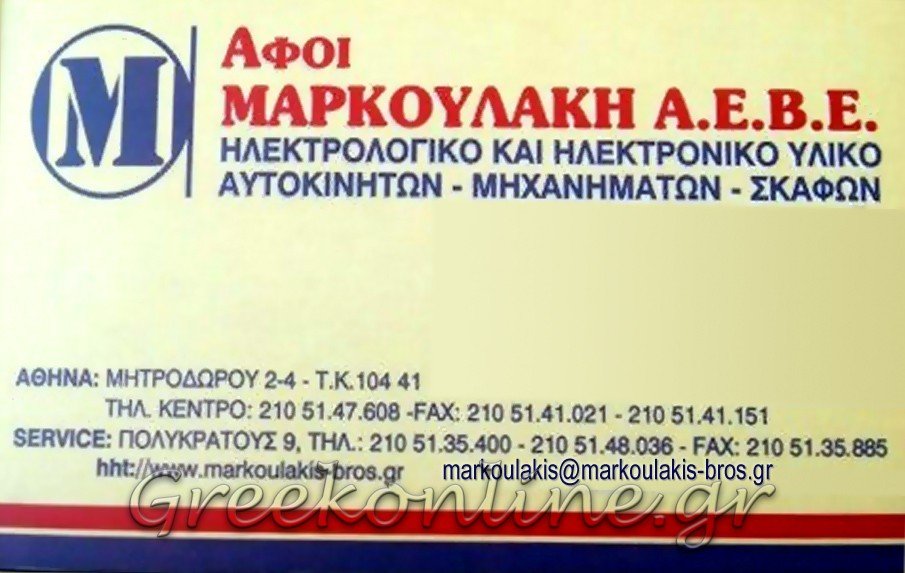 Μ
ΑΦΟΙ
ΜΑΡΚΟΥΛΑΚΗ Α.Ε.Β.Ε.
ΗΛΕΚΤΡΟΛΟΓΙΚΟ ΚΑΙ ΗΛΕΚΤΡΟΝΙΚΟ ΥΛΙΚΟ
ΑΥΤΟΚΙΝΗΤΩΝ - ΜΗΧΑΝΗΜΑΤΩΝ - ΣΚΑΦΩΝ
ΑΘΗΝΑ: ΜΗΤΡΟΔΩΡΟΥ 2-4 - Τ.Κ.104 41
ΤΗΛ. ΚΕΝΤΡΟ: 210 51.47.608 -FAX: 210 51.41.021 - 210 51.41.151
SERVICE: ΠΟΛΥΚΡΑΤΟΥΣ 9, ΤΗΛ.: 210 51.35.400 - 210 51.48.036 - FAX: 210 51.35.885
hht://www.markoulakis-bros.gr markoulakis@markoulakis-bros.gr
Greekonline.gr